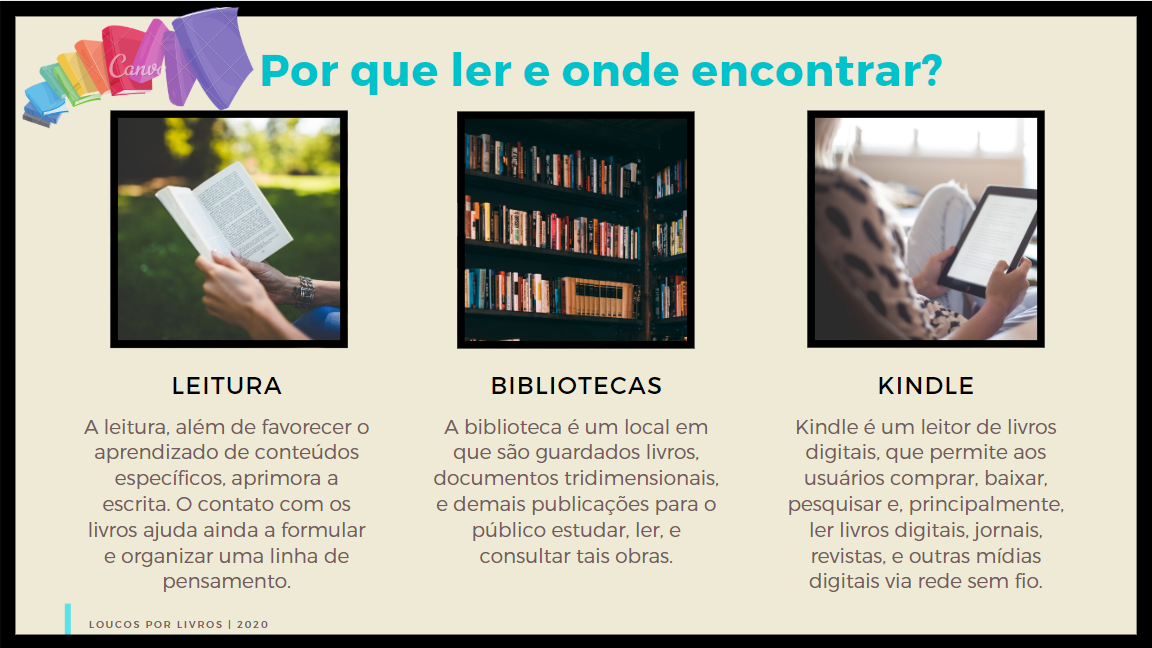 Canva
Por que ler e onde encontrar?
LEITURA
A leitura, além de favorecer o
aprendizado de conteúdos
específicos, aprimora a
escrita. O contato com os
livros ajuda ainda a formular
e organizar uma linha de
pensamento.
BIBLIOTECAS
A biblioteca é um local em
que são guardados livros,
documentos tridimensionais,
e demais publicações para o
público estudar, ler, e
consultar tais obras.
KINDLE
Kindle é um leitor de livros
digitais, que permite aos
usuários comprar, baixar,
pesquisar e, principalmente,
ler livros digitais, jornais,
revistas, e outras mídias
digitais via rede sem fio.
LOUCOS POR LIVROS | 2020